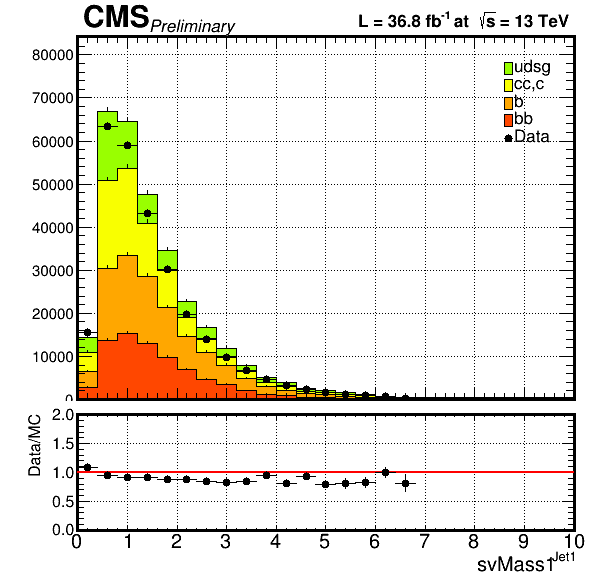 CMS Preliminary L = 36.8 fb⁻¹ at √s = 13 TeV
80000
70000
60000
50000
40000
30000
20000
10000
0
udsg
cc,c
b
bb
Data
Data/MC
2.0
1.5
1.0
0.5
0.0
0 1 2 3 4 5 6 7 8 9 10
svMass1 Jet1